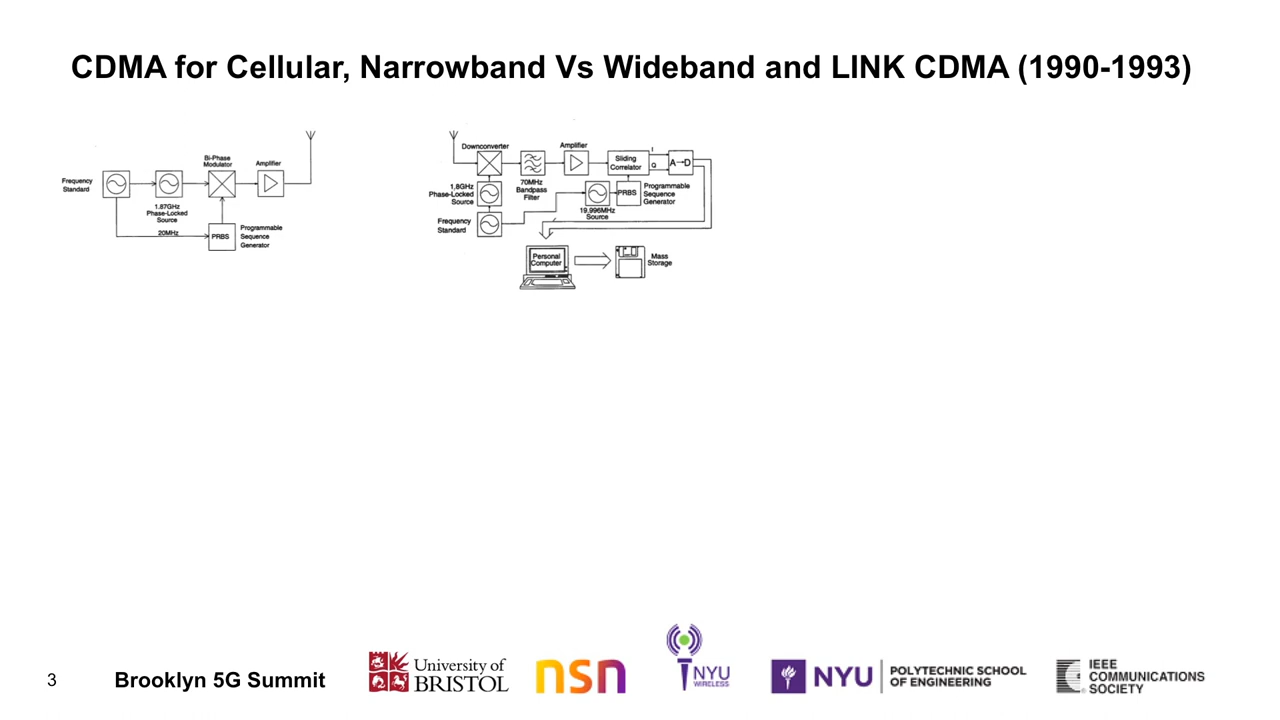 CDMA for Cellular, Narrowband Vs Wideband and LINK CDMA (1990-1993)
Frequency
Standard
1.87GHz
Phase-Locked
Source
20MHz
Bi-Phase
Modulator
Amplifier
PRBS
Programmable
Sequence
Generator
Downconverter
1.8GHz
Phase-Locked
Source
Frequency
Standard
70MHz
Bandpass
Filter
Amplifier
Sliding
Correlator
I
Q
A→D
19.996MHz
Source
PRBS
Programmable
Sequence
Generator
Personal
Computer
Mass
Storage
3
Brooklyn 5G Summit
University of
BRISTOL
nsn
NYU
WIRELESS
NYU
POLYTECHNIC SCHOOL
OF ENGINEERING
IEEE
COMMUNICATIONS
SOCIETY